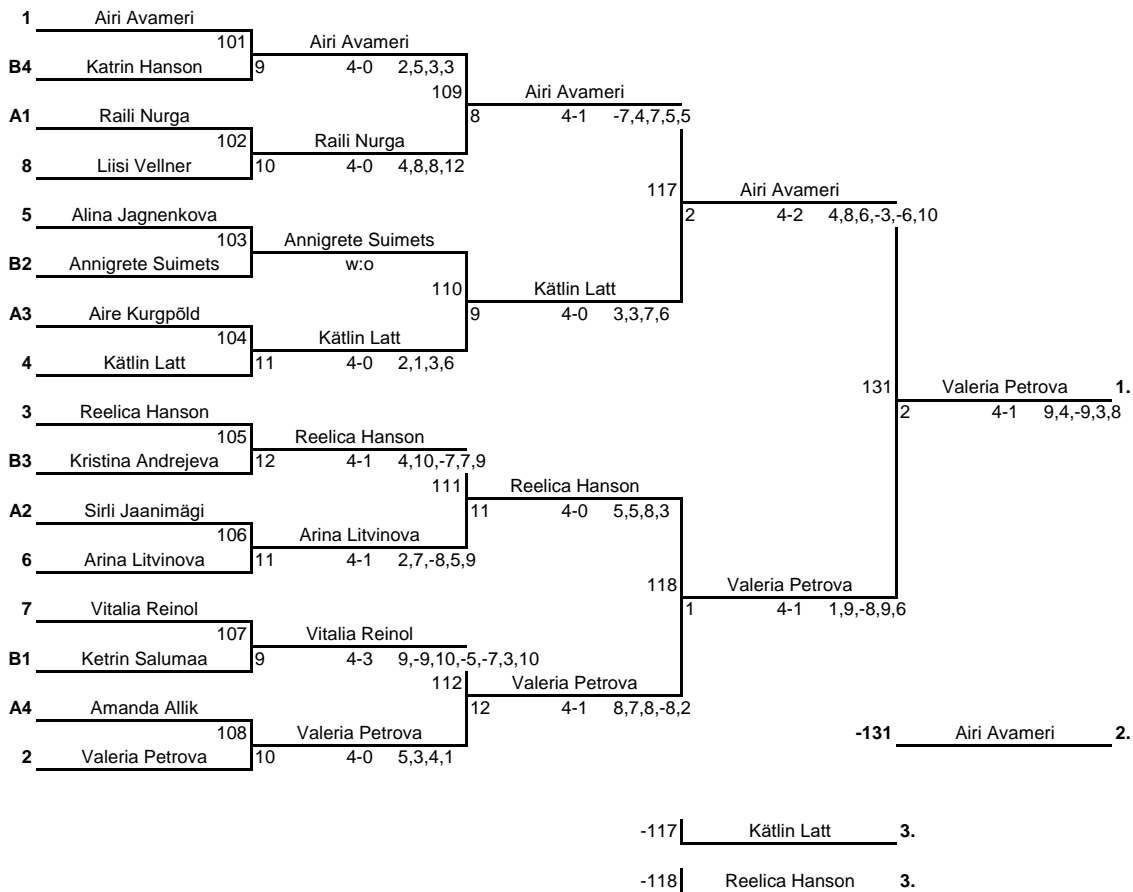 1 Airi Avameri
101 Airi Avameri
B4 Katrin Hanson 9 4-0 2,5,3,3
109 Airi Avameri
A1 Raili Nurga 8 4-1 -7,4,7,5,5
102 Raili Nurga
8 Liisi Vellner 10 4-0 4,8,8,12
117 Airi Avameri
5 Alina Jagnenkova 2 4-2 4,8,6,-3,-6,10
103 Annigrete Suimets
B2 Annigrete Suimets w:o
110 Kätlin Latt
A3 Aire Kurgpõld 9 4-0 3,3,7,6
104 Kätlin Latt
4 Kätlin Latt 11 4-0 2,1,3,6
131 Valeria Petrova 1.
3 Reelica Hanson 2 4-1 9,4,-9,3,8
105 Reelica Hanson
B3 Kristina Andrejeva 12 4-1 4,10,-7,7,9
111 Reelica Hanson
A2 Sirli Jaanimägi 11 4-0 5,5,8,3
106 Arina Litvinova
6 Arina Litvinova 11 4-1 2,7,-8,5,9
118 Valeria Petrova
7 Vitalia Reinol 1 4-1 1,9,-8,9,6
107 Vitalia Reinol
B1 Ketrin Salumaa 9 4-3 9,-9,10,-5,-7,3,10
112 Valeria Petrova
A4 Amanda Allik 12 4-1 8,7,8,-8,2
108 Valeria Petrova -131 Airi Avameri 2.
2 Valeria Petrova 10 4-0 5,3,4,1
-117 Kätlin Latt 3.
-118 Reelica Hanson 3.